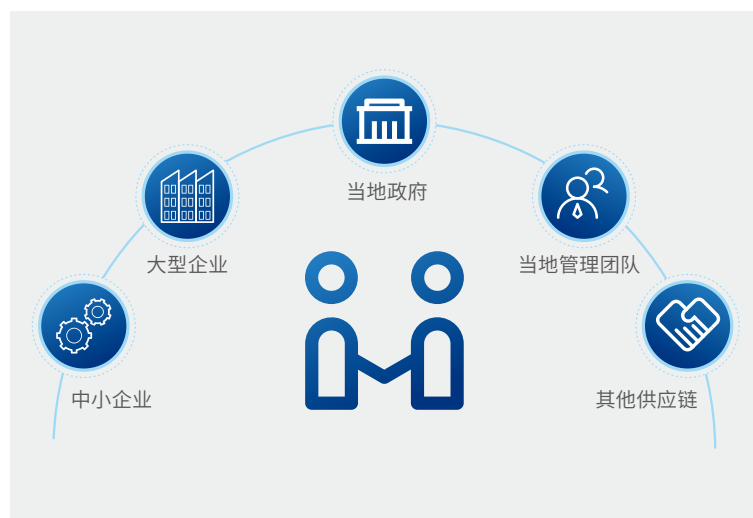 当地政府
大型企业
当地管理团队
中小企业
其他供应链